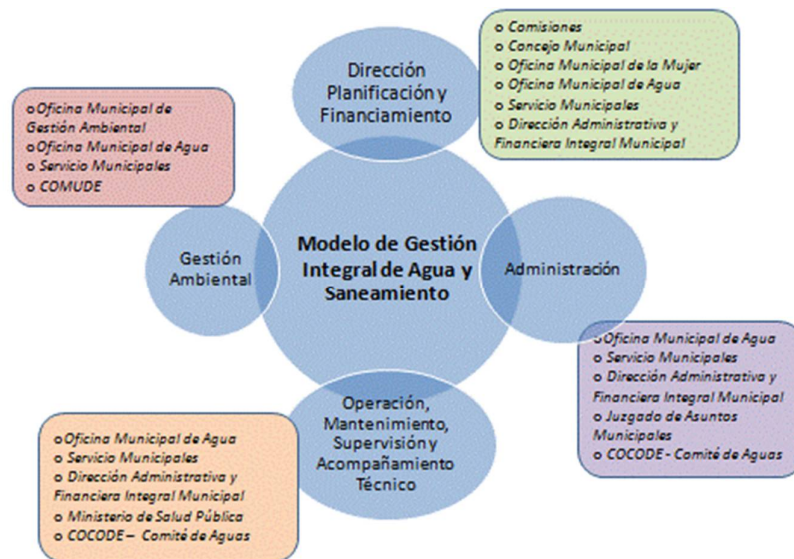 Dirección
Planificación y
Financiamiento
o Comisiones
o Concejo Municipal
o Oficina Municipal de la Mujer
o Oficina Municipal de Agua
o Servicio Municipales
o Dirección Administrativa y
Financiera Integral Municipal
o Oficina Municipal de
Gestión Ambiental
o Oficina Municipal de Agua
o Servicio Municipales
o COMUDE
Gestión
Ambiental
Modelo de Gestión
Integral de Agua y
Saneamiento
Administración
o Oficina Municipal de Agua
o Servicio Municipales
o Dirección Administrativa y
Financiera Integral Municipal
o Juzgado de Asuntos
Municipales
o COCODE - Comité de Aguas
Operación,
Mantenimiento,
Supervisión y
Acompañamiento
Técnico
o Oficina Municipal de Agua
o Servicio Municipales
o Dirección Administrativa y
Financiera Integral Municipal
o Ministerio de Salud Pública
o COCODE – Comité de Aguas